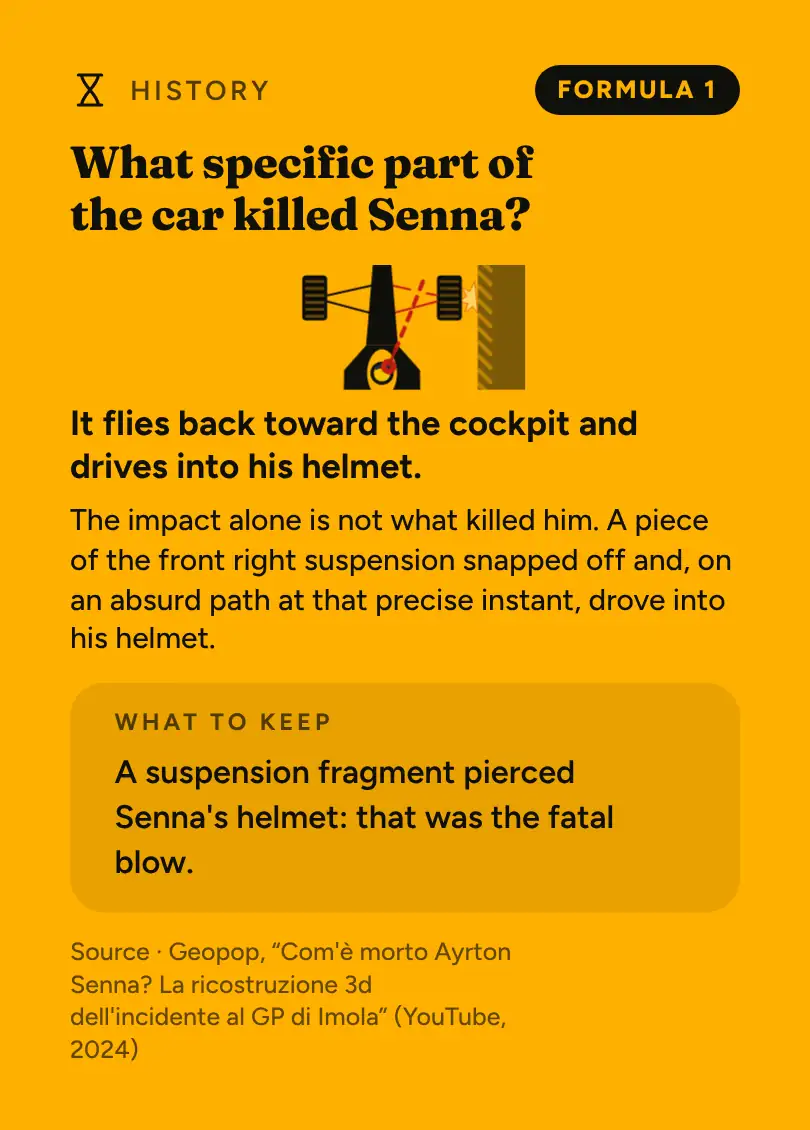 HISTORY
FORMULA 1
What specific part of
the car killed Senna?
It flies back toward the cockpit and
drives into his helmet.
The impact alone is not what killed him. A piece
of the front right suspension snapped off and, on
an absurd path at that precise instant, drove into
his helmet.
WHAT TO KEEP
A suspension fragment pierced
Senna's helmet: that was the fatal
blow.
Source · Geopop, “Com'è morto Ayrton
Senna? La ricostruzione 3d
dell'incidente al GP di Imola” (YouTube,
2024)